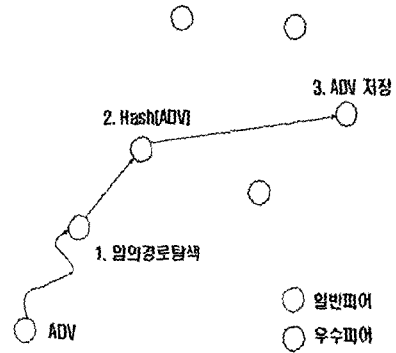 3. ADV 저장
2. Hash(ADV)
1. 임의경로탐색
ADV
일반피어
우수피어